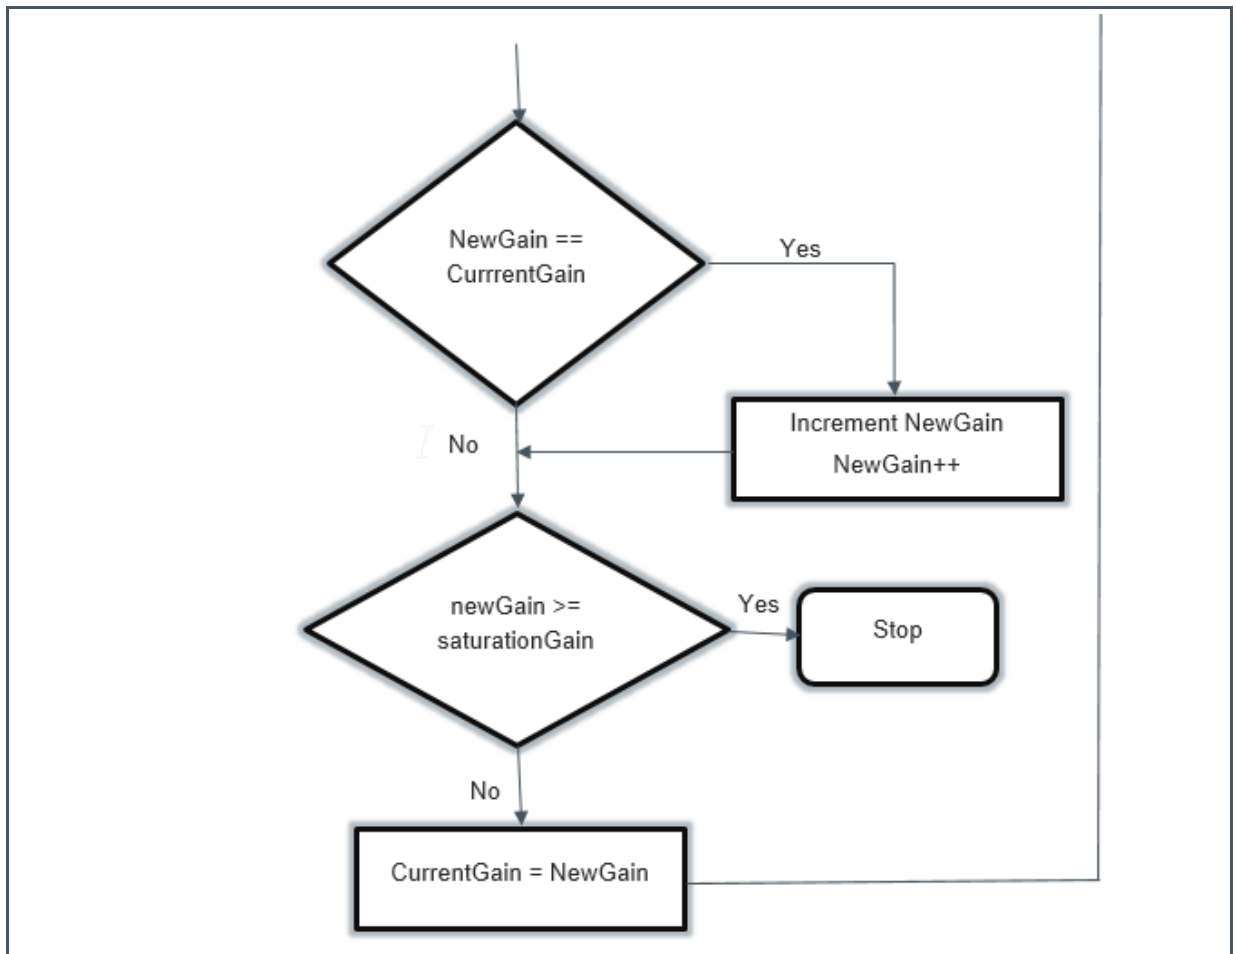 NewGain ==
CurrrentGain
Yes
Increment NewGain
NewGain++
No
newGain >=
saturationGain
Yes
Stop
No
CurrentGain = NewGain